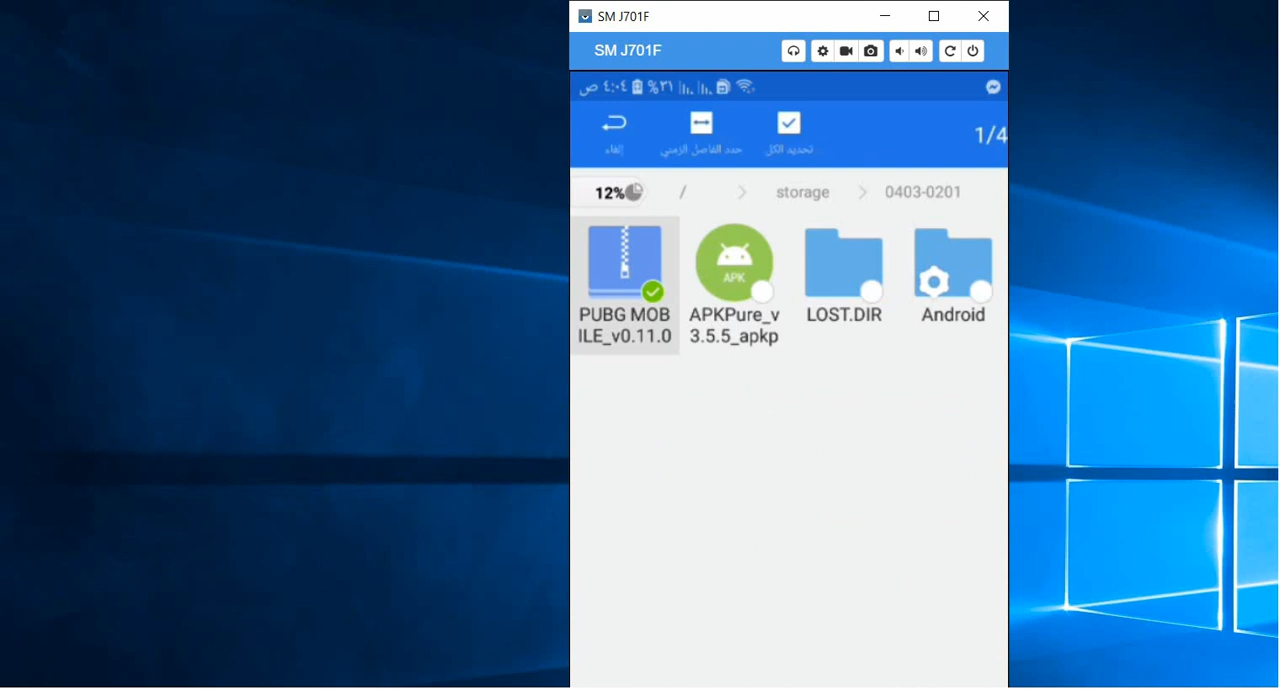 SM J701F
SM J701F
٤:٠٤ ص ٣١%
إلغاء
حدد الفاصل الزمني
تحديد الكل
1/4
12%
/
storage
0403-0201
PUBG MOB
ILE_v0.11.0
APK
APKPure_v
3.5.5_apkp
LOST.DIR
Android